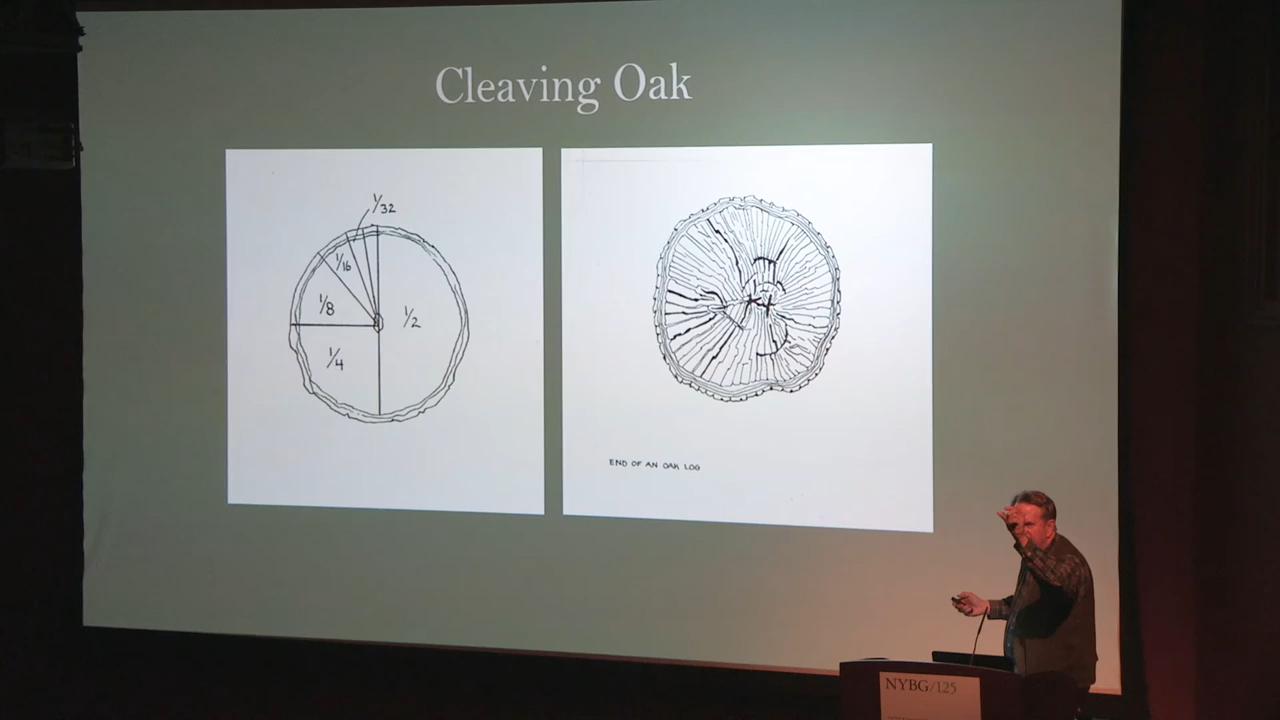 Cleaving Oak
1/32
1/16
1/8
1/2
1/4
END OF AN OAK LOG
NYBG/125